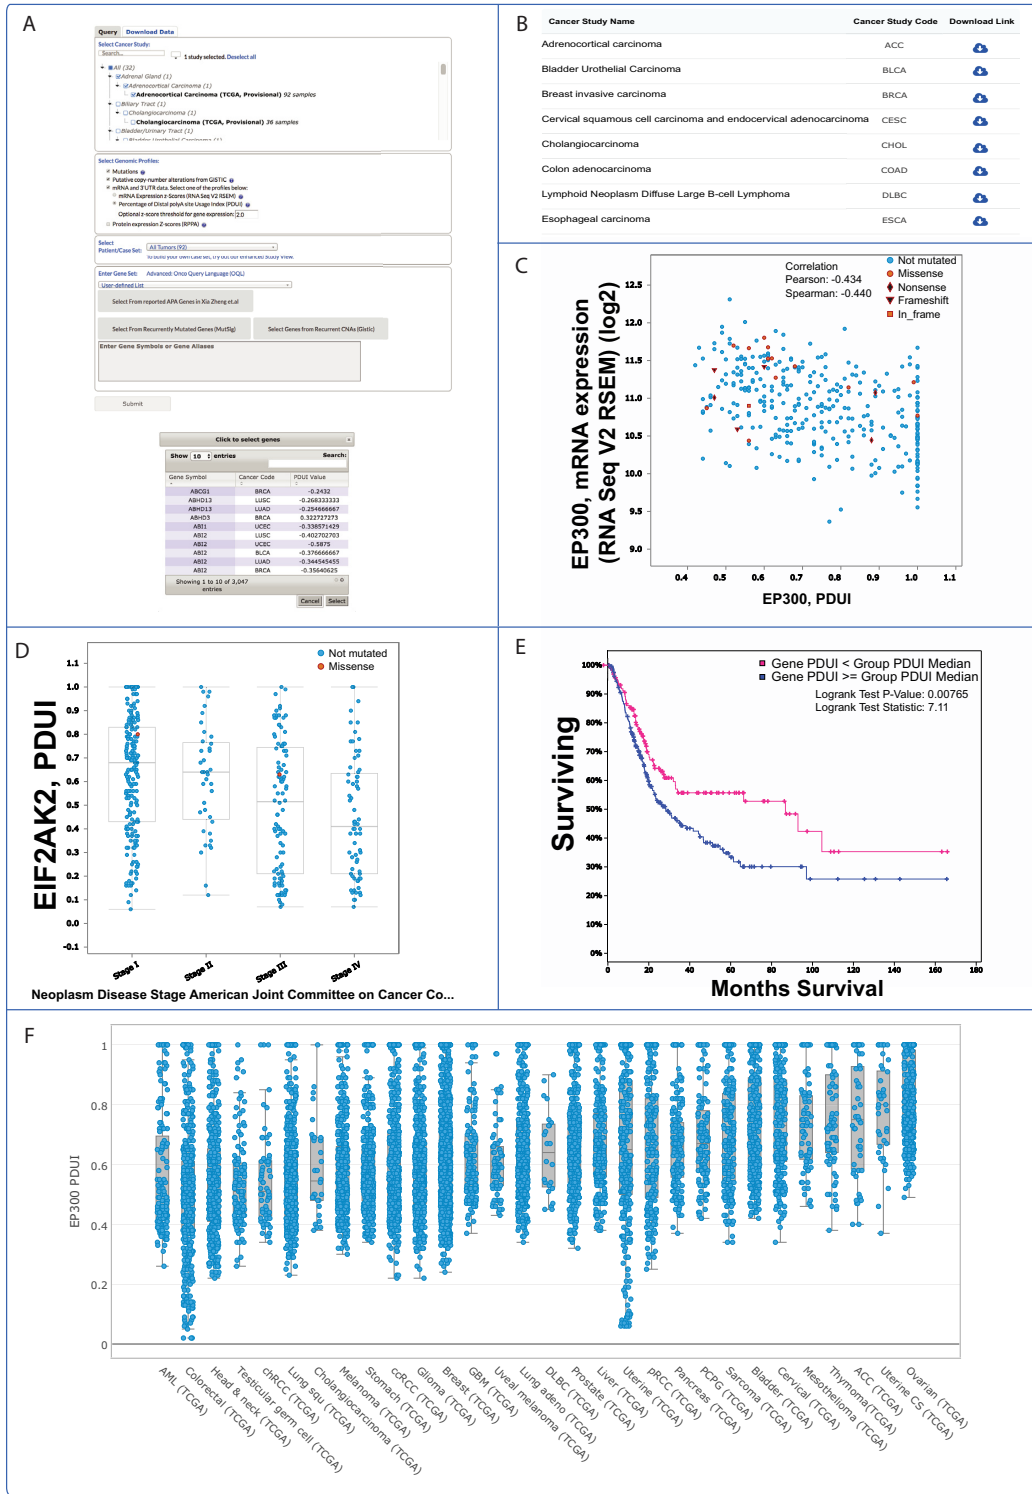 A
Query Download Data
Select Cancer Study:
Search...
1 study selected. Deselect all
All (32)
Adrenal Gland (1)
Adrenocortical Carcinoma (1)
Adrenocortical Carcinoma (TCGA, Provisional) 92 samples
Biliary Tract (1)
Cholangiocarcinoma (1)
Cholangiocarcinoma (TCGA, Provisional) 36 samples
Bladder/Urinary Tract (1)
Bladder Urothelial Carcinoma (1)
Select Genomic Profiles:
Mutations
Putative copy-number alterations from GISTIC
mRNA and 3'UTR data. Select one of the profiles below:
mRNA Expression z-Scores (RNA Seq V2 RSEM)
Percentage of Distal polyA site Usage Index (PDUI)
Optional z-score threshold for gene expression: 2.0
Protein expression Z-scores (RPPA)
Select
Patient/Case Set:
All Tumors (92)
To build your own case set, try out our enhanced Study View.
Enter Gene Set: Advanced: Onco Query Language (OQL)
User-defined List
Select From reported APA Genes in Xia Zheng et.al
Select From Recurrently Mutated Genes (MutSig)
Select Genes from Recurrent CNAs (Gistic)
Enter Gene Symbols or Gene Aliases
Submit
Click to select genes
Show 10 entries
Search:
Gene Symbol Cancer Code PDUI Value
ABCG1 BRCA -0.2432
ABHD13 LUSC -0.268333333
ABHD13 LUAD -0.254666667
ABHD3 BRCA 0.322727273
ABI1 UCEC -0.338571429
ABI2 LUSC -0.402702703
ABI2 UCEC -0.5875
ABI2 BLCA -0.376666667
ABI2 LUAD -0.344545455
ABI2 BRCA -0.35640625
Showing 1 to 10 of 3,047
entries
Cancel Select
B
Cancer Study Name Cancer Study Code Download Link
Adrenocortical carcinoma ACC
Bladder Urothelial Carcinoma BLCA
Breast invasive carcinoma BRCA
Cervical squamous cell carcinoma and endocervical adenocarcinoma CESC
Cholangiocarcinoma CHOL
Colon adenocarcinoma COAD
Lymphoid Neoplasm Diffuse Large B-cell Lymphoma DLBC
Esophageal carcinoma ESCA
C
Correlation
Pearson: -0.434
Spearman: -0.440
Not mutated
Missense
Nonsense
Frameshift
In_frame
EP300, mRNA expression
(RNA Seq V2 RSEM) (log2)
12.5
12.0
11.5
11.0
10.5
10.0
9.5
9.0
0.4 0.5 0.6 0.7 0.8 0.9 1.0 1.1
EP300, PDUI
D
Not mutated
Missense
EIF2AK2, PDUI
1.1
1.0
0.9
0.8
0.7
0.6
0.5
0.4
0.3
0.2
0.1
0.0
-0.1
Stage I Stage II Stage III Stage IV
Neoplasm Disease Stage American Joint Committee on Cancer Co...
E
Gene PDUI < Group PDUI Median
Gene PDUI >= Group PDUI Median
Logrank Test P-Value: 0.00765
Logrank Test Statistic: 7.11
Surviving
100%
90%
80%
70%
60%
50%
40%
30%
20%
10%
0%
0 20 40 60 80 100 120 140 160 180
Months Survival
F
EP300 PDUI
1
0.8
0.6
0.4
0.2
0
AML (TCGA)
Colorectal (TCGA)
Head & neck (TCGA)
Testicular germ cell (TCGA)
chRCC (TCGA)
Lung squ (TCGA)
Cholangiocarcinoma (TCGA)
Melanoma (TCGA)
Stomach (TCGA)
ccRCC (TCGA)
Glioma (TCGA)
Breast (TCGA)
GBM (TCGA)
Uveal melanoma (TCGA)
Lung adeno (TCGA)
DLBC (TCGA)
Prostate (TCGA)
Liver (TCGA)
Uterine (TCGA)
pRCC (TCGA)
Pancreas (TCGA)
PCPG (TCGA)
Sarcoma (TCGA)
Bladder (TCGA)
Cervical (TCGA)
Mesothelioma (TCGA)
Thymoma (TCGA)
ACC (TCGA)
Uterine CS (TCGA)
Ovarian (TCGA)